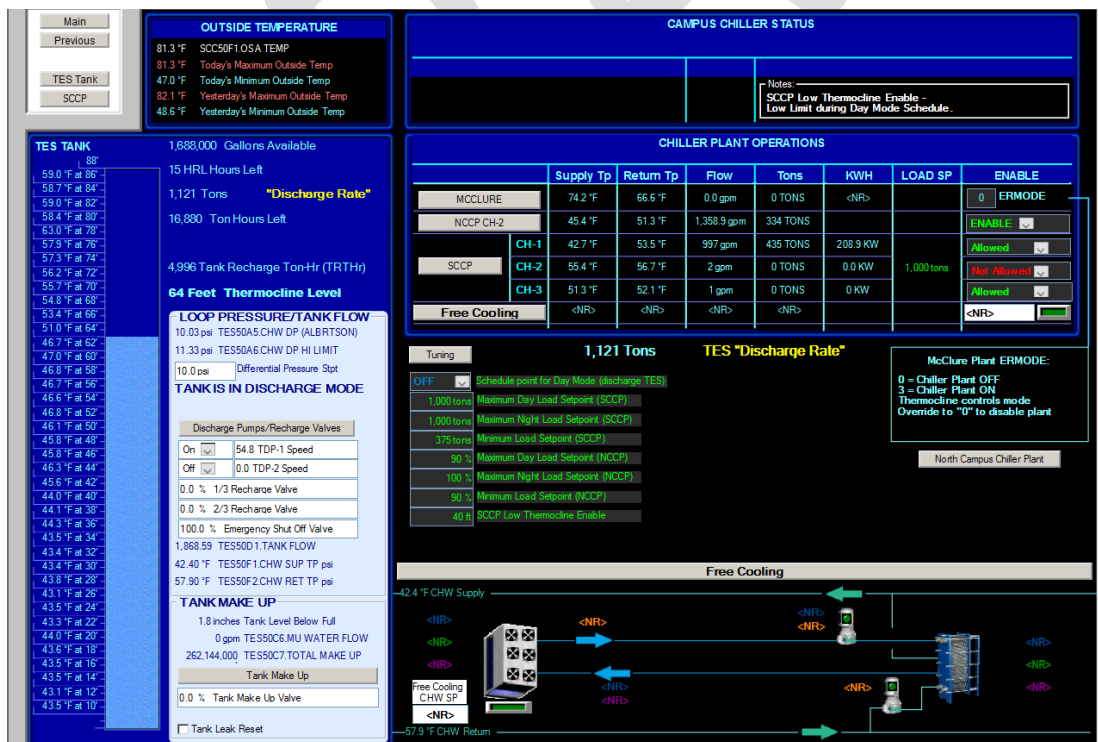 Main
Previous
TES Tank
SCCP
OUTSIDE TEMPERATURE
81.3 °F SCC50F1.OSA TEMP
81.3 °F Today's Maximum Outside Temp
47.0 °F Today's Minimum Outside Temp
82.1 °F Yesterday's Maximum Outside Temp
48.6 °F Yesterday's Minimum Outside Temp
CAMPUS CHILLER STATUS
Notes:
SCCP Low Thermocline Enable -
Low Limit during Day Mode Schedule.
TES TANK
88'
59.0 °F at 86'
58.7 °F at 84'
59.0 °F at 82'
58.4 °F at 80'
63.0 °F at 78'
57.9 °F at 76'
57.3 °F at 74'
56.2 °F at 72'
55.7 °F at 70'
54.8 °F at 68'
53.4 °F at 66'
51.0 °F at 64'
46.7 °F at 62'
47.0 °F at 60'
46.8 °F at 58'
46.7 °F at 56'
46.6 °F at 54'
46.8 °F at 52'
46.1 °F at 50'
45.8 °F at 48'
45.8 °F at 46'
46.3 °F at 44'
45.6 °F at 42'
44.0 °F at 40'
44.1 °F at 38'
44.3 °F at 36'
43.5 °F at 34'
43.4 °F at 32'
43.4 °F at 30'
43.8 °F at 28'
43.1 °F at 26'
43.5 °F at 24'
43.3 °F at 22'
44.0 °F at 20'
43.6 °F at 18'
43.5 °F at 16'
43.5 °F at 14'
43.1 °F at 12'
43.5 °F at 10'
1,688,000 Gallons Available
15 HRL Hours Left
1,121 Tons "Discharge Rate"
16,880 Ton Hours Left
4,996 Tank Recharge Ton-Hr (TRTHr)
64 Feet Thermocline Level
LOOP PRESSURE/TANK FLOW
10.03 psi TES50A5.CHW DP (ALBRTSON)
11.33 psi TES50A6.CHW DP HI LIMIT
10.0 psi Differential Pressure Stpt
TANK IS IN DISCHARGE MODE
Discharge Pumps/Recharge Valves
On 54.8 TDP-1 Speed
Off 0.0 TDP-2 Speed
0.0 % 1/3 Recharge Valve
0.0 % 2/3 Recharge Valve
100.0 % Emergency Shut Off Valve
1,868.59 TES50D1.TANK FLOW
42.40 °F TES50F1.CHW SUP TP psi
57.90 °F TES50F2.CHW RET TP psi
TANK MAKE UP
1.8 inches Tank Level Below Full
0 gpm TES50C6.MU WATER FLOW
262,144,000 TES50C7.TOTAL MAKE UP
Tank Make Up
0.0 % Tank Make Up Valve
Tank Leak Reset
CHILLER PLANT OPERATIONS
Supply Tp Return Tp Flow Tons KWH LOAD SP ENABLE
MCCLURE 74.2 °F 66.6 °F 0.0 gpm 0 TONS <NR> 0 ERMODE
NCCP CH-2 45.4 °F 51.3 °F 1,358.9 gpm 334 TONS ENABLE
CH-1 42.7 °F 53.5 °F 997 gpm 435 TONS 208.9 KW Allowed
SCCP CH-2 55.4 °F 56.7 °F 2 gpm 0 TONS 0.0 KW 1,000 tons Not Allowed
CH-3 51.3 °F 52.1 °F 1 gpm 0 TONS 0 KW Allowed
Free Cooling <NR> <NR> <NR> <NR> <NR>
Tuning 1,121 Tons TES "Discharge Rate"
OFF Schedule point for Day Mode (discharge TES)
1,000 tons Maximum Day Load Setpoint (SCCP)
1,000 tons Maximum Night Load Setpoint (SCCP)
375 tons Minimum Load Setpoint (SCCP)
90 % Maximum Day Load Setpoint (NCCP)
100 % Maximum Night Load Setpoint (NCCP)
90 % Minimum Load Setpoint (NCCP)
40 ft SCCP Low Thermocline Enable
McClure Plant ERMODE:
0 = Chiller Plant OFF
3 = Chiller Plant ON
Thermocline controls mode
Override to "0" to disable plant
North Campus Chiller Plant
Free Cooling
42.4 °F CHW Supply
<NR> <NR> <NR>
<NR>
<NR> <NR>
<NR> <NR>
<NR> <NR> <NR> <NR>
<NR>
Free Cooling
CHW SP
<NR>
57.9 °F CHW Return